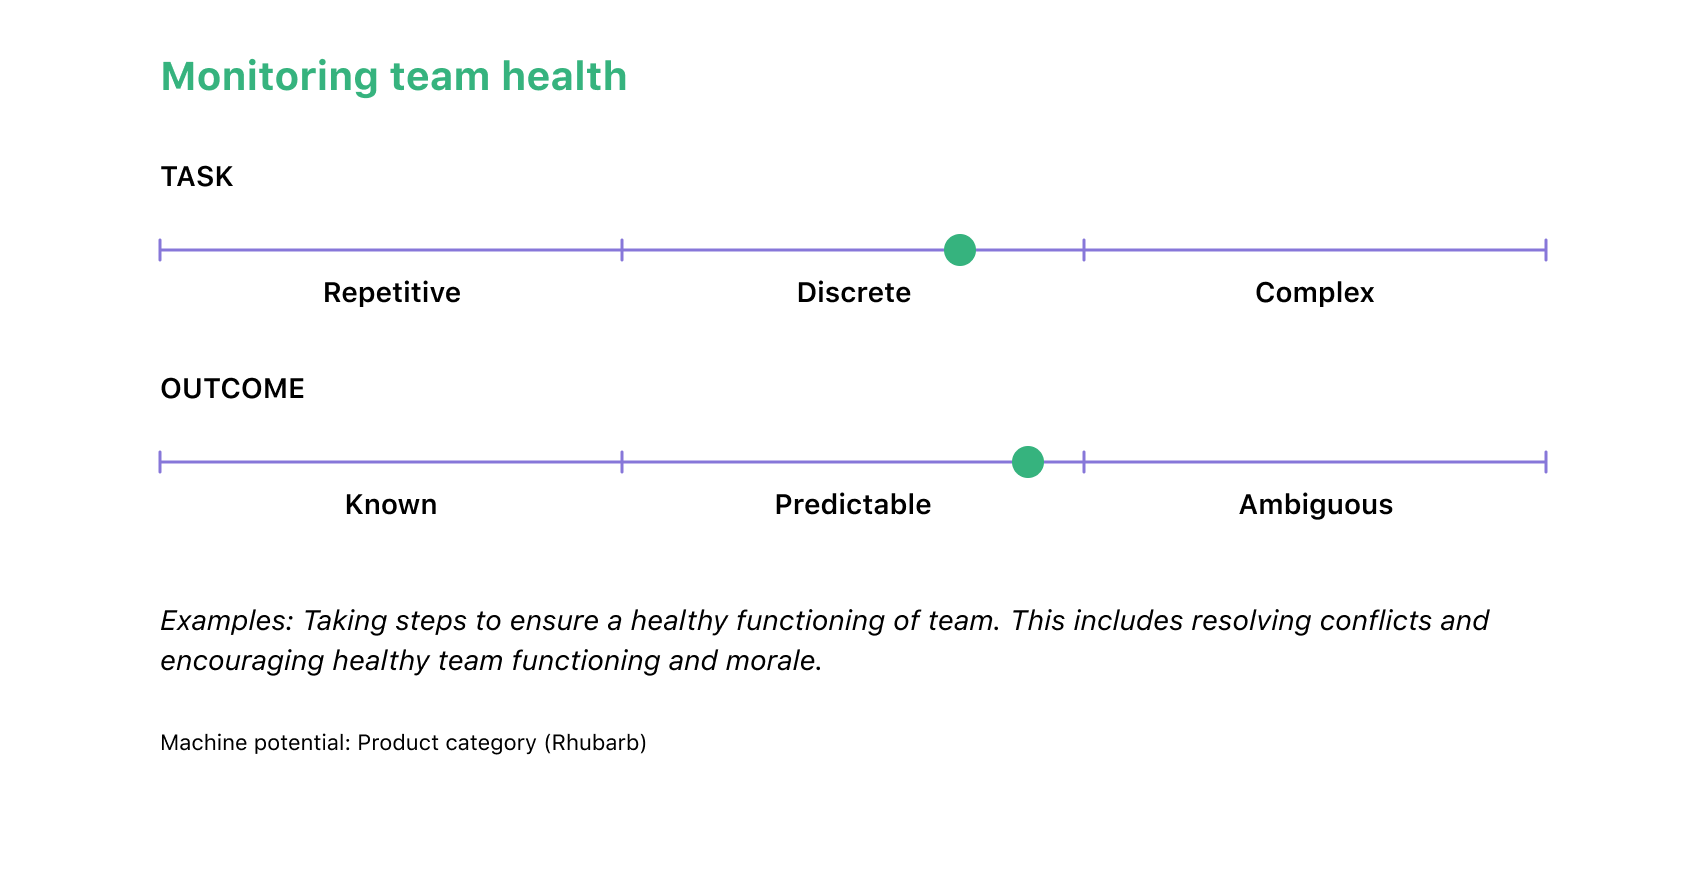 Monitoring team health
TASK
Repetitive
Discrete
Complex
OUTCOME
Known
Predictable
Ambiguous
Examples: Taking steps to ensure a healthy functioning of team. This includes resolving conflicts and
encouraging healthy team functioning and morale.
Machine potential: Product category (Rhubarb)